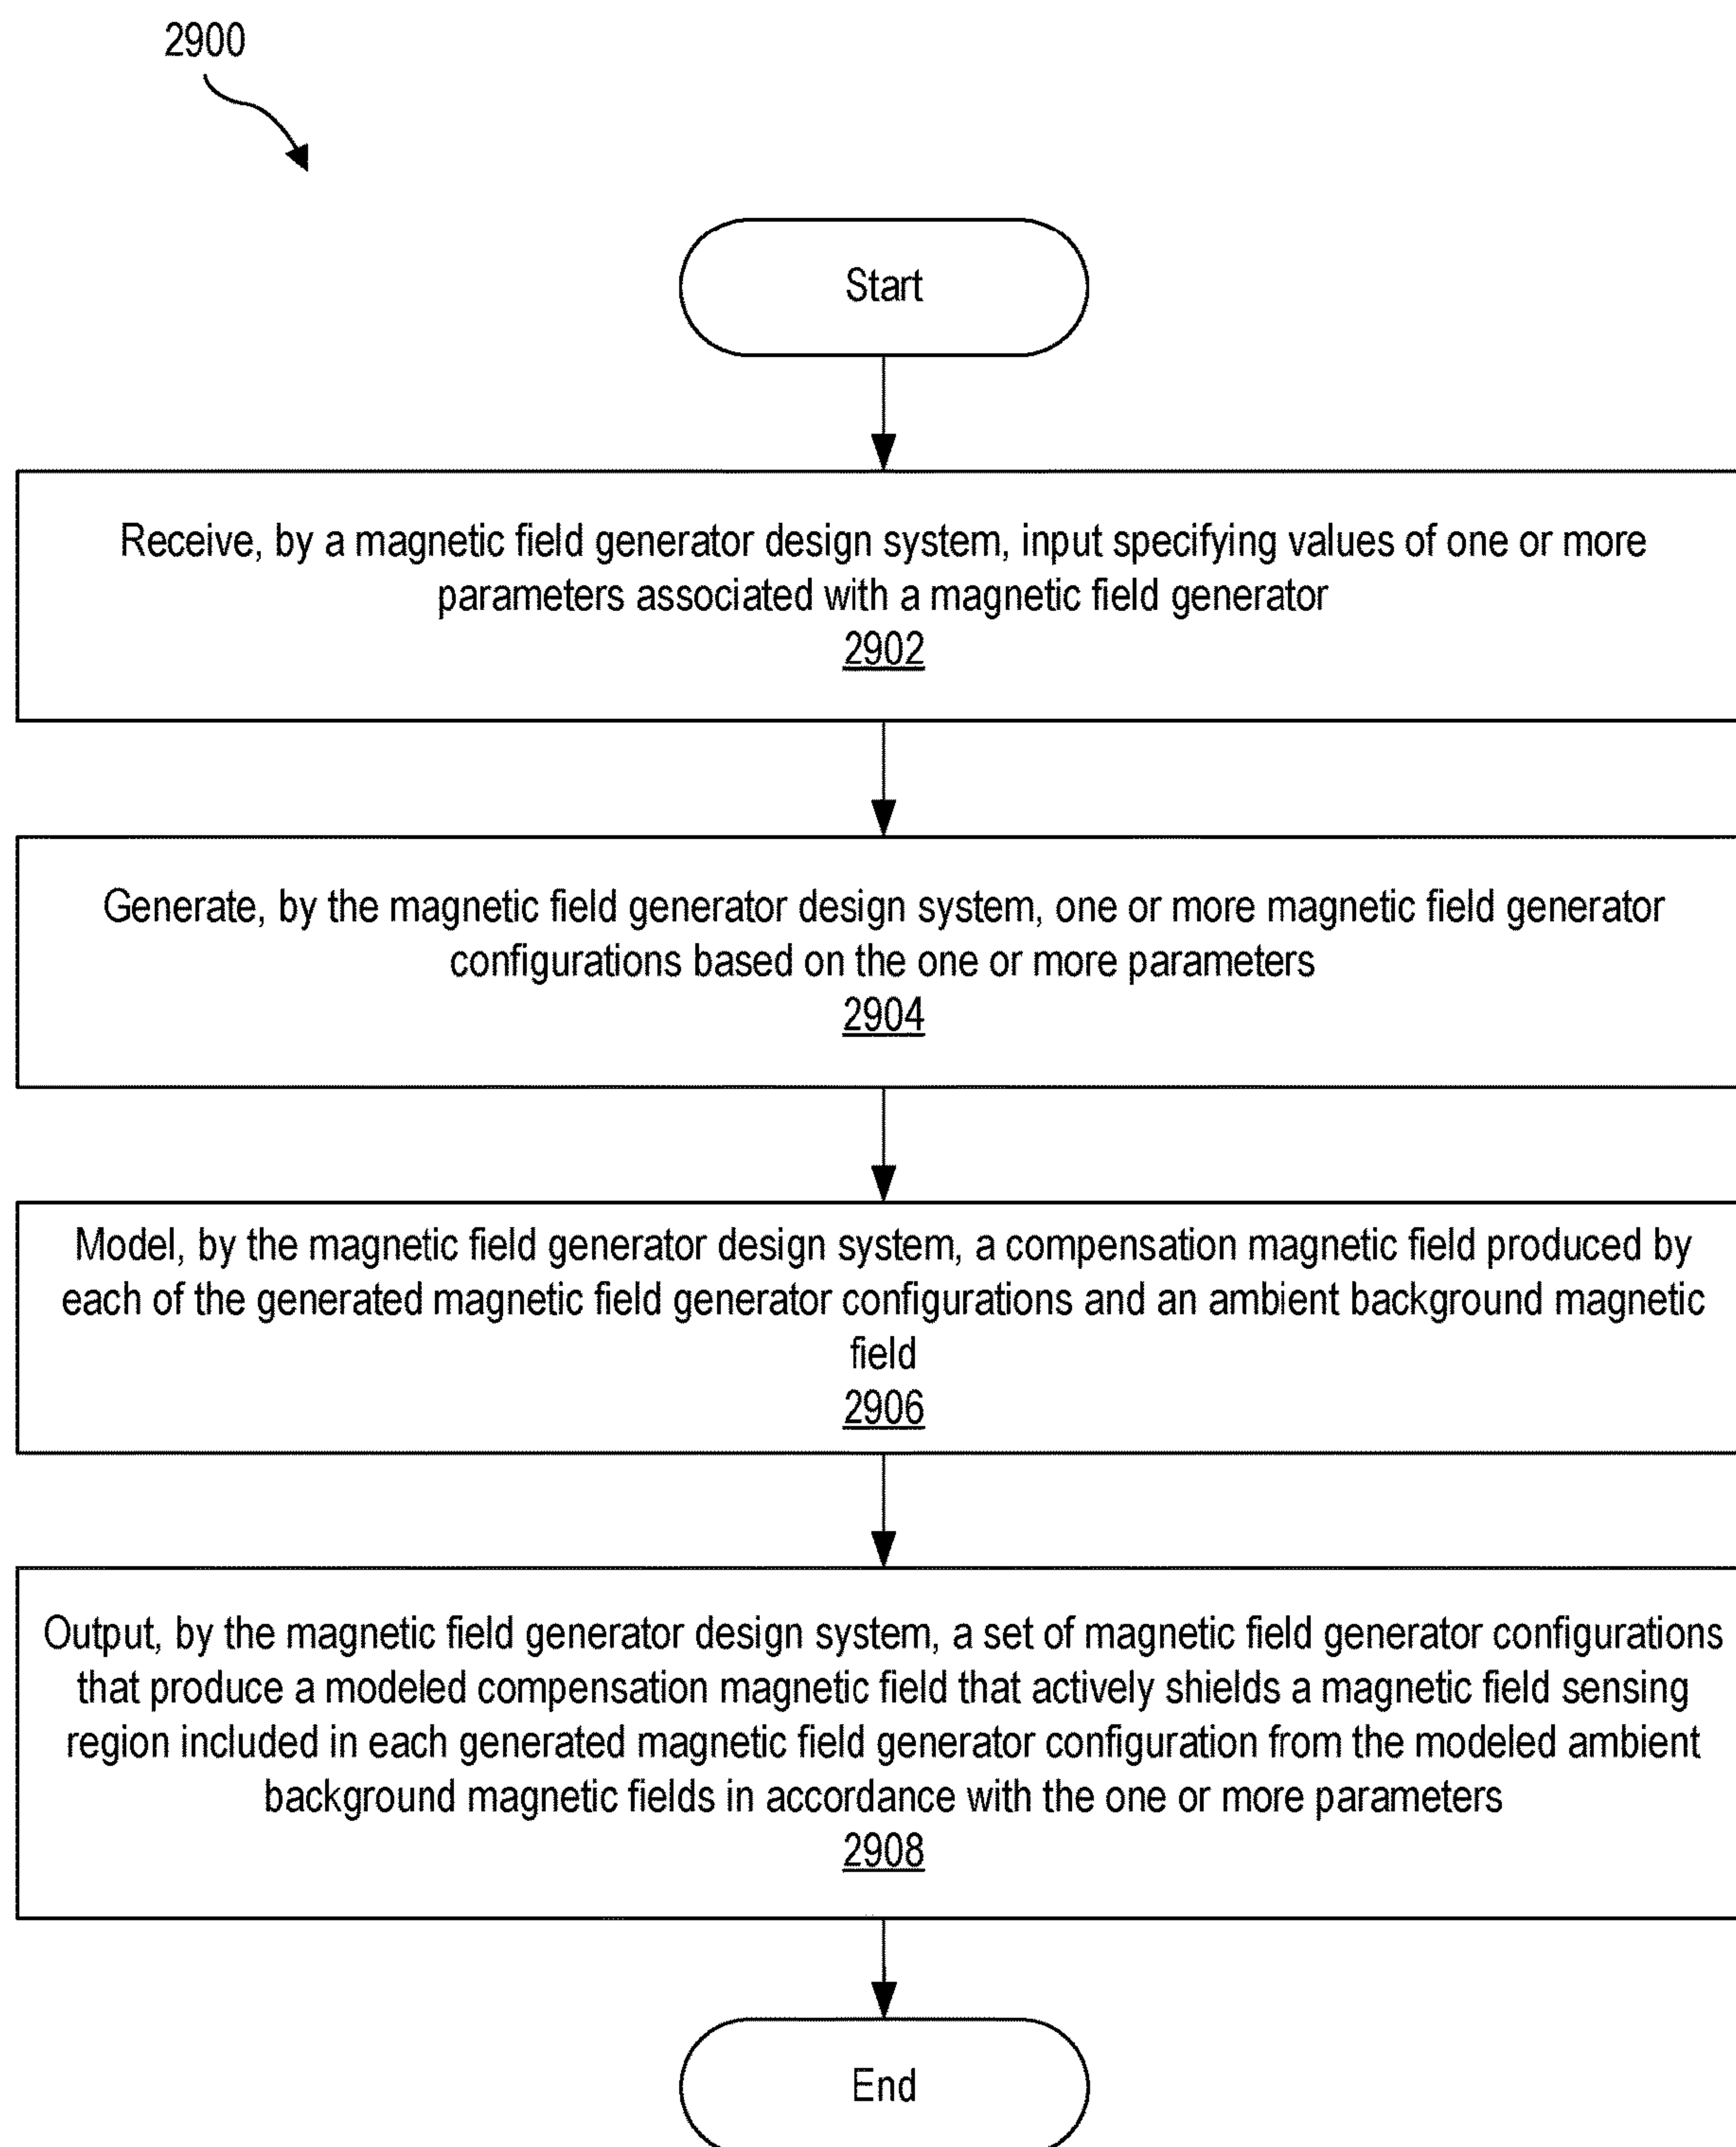 2900
Start
Receive, by a magnetic field generator design system, input specifying values of one or more
parameters associated with a magnetic field generator
2902
Generate, by the magnetic field generator design system, one or more magnetic field generator
configurations based on the one or more parameters
2904
Model, by the magnetic field generator design system, a compensation magnetic field produced by
each of the generated magnetic field generator configurations and an ambient background magnetic
field
2906
Output, by the magnetic field generator design system, a set of magnetic field generator configurations
that produce a modeled compensation magnetic field that actively shields a magnetic field sensing
region included in each generated magnetic field generator configuration from the modeled ambient
background magnetic fields in accordance with the one or more parameters
2908
End